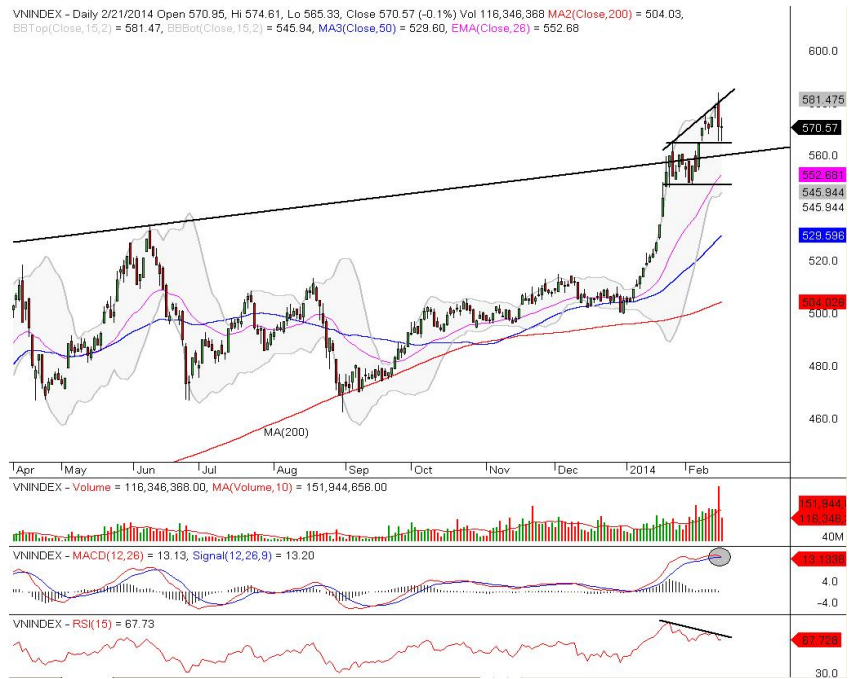 VNINDEX - Daily 2/21/2014 Open 570.95, Hi 574.61, Lo 565.33, Close 570.57 (-0.1%) Vol 116,346,368 MA2(Close,200) = 504.03,
BBTop(Close,15,2) = 581.47, BBBot(Close,15,2) = 545.94, MA3(Close,50) = 529.60, EMA(Close,26) = 552.68
600.0
581.475
570.57
560.0
552.681
545.944
545.944
529.596
520.0
504.026
500.0
480.0
460.0
MA(200)
Apr May Jun Jul Aug Sep Oct Nov Dec 2014 Feb
VNINDEX - Volume = 116,346,368.00, MA(Volume,10) = 151,944,656.00
151,944
116,346
40M
VNINDEX - MACD(12,26) = 13.13, Signal(12,26,9) = 13.20
13.1339
4.0
-4.0
VNINDEX - RSI(15) = 67.73
67.728
30.0